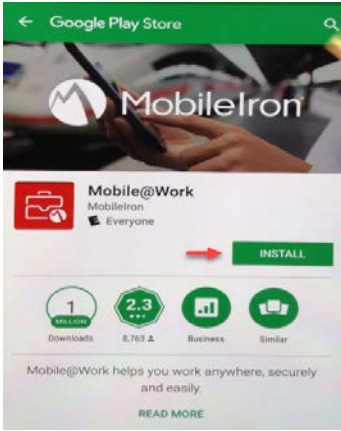 Google Play Store
MobileIron
Mobile@Work
MobileIron
E Everyone
INSTALL
1
MILLION
2.3
Downloads
8,763
Business
Similar
Mobile@Work helps you work anywhere, securely
and easily.
READ MORE